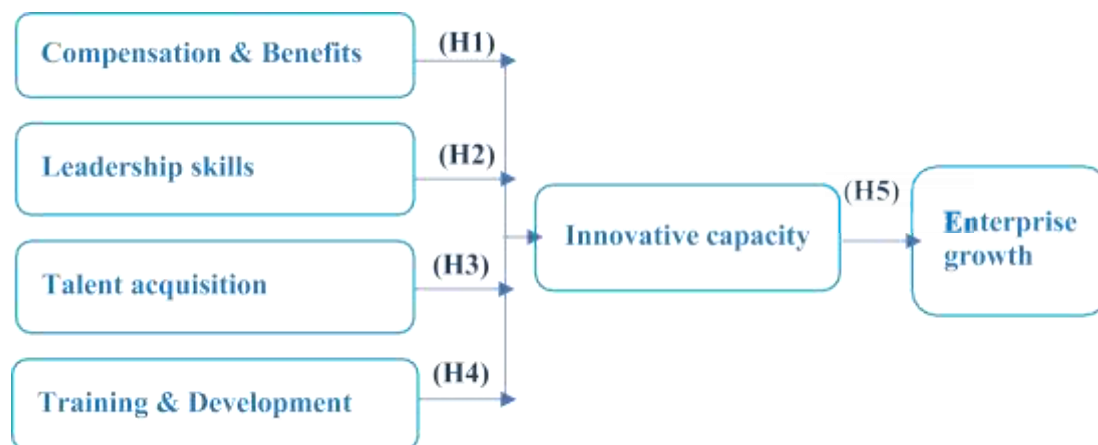 Compensation & Benefits
(H1)
Leadership skills
(H2)
Talent acquisition
(H3)
Training & Development
(H4)
Innovative capacity
(H5)
Enterprise
growth